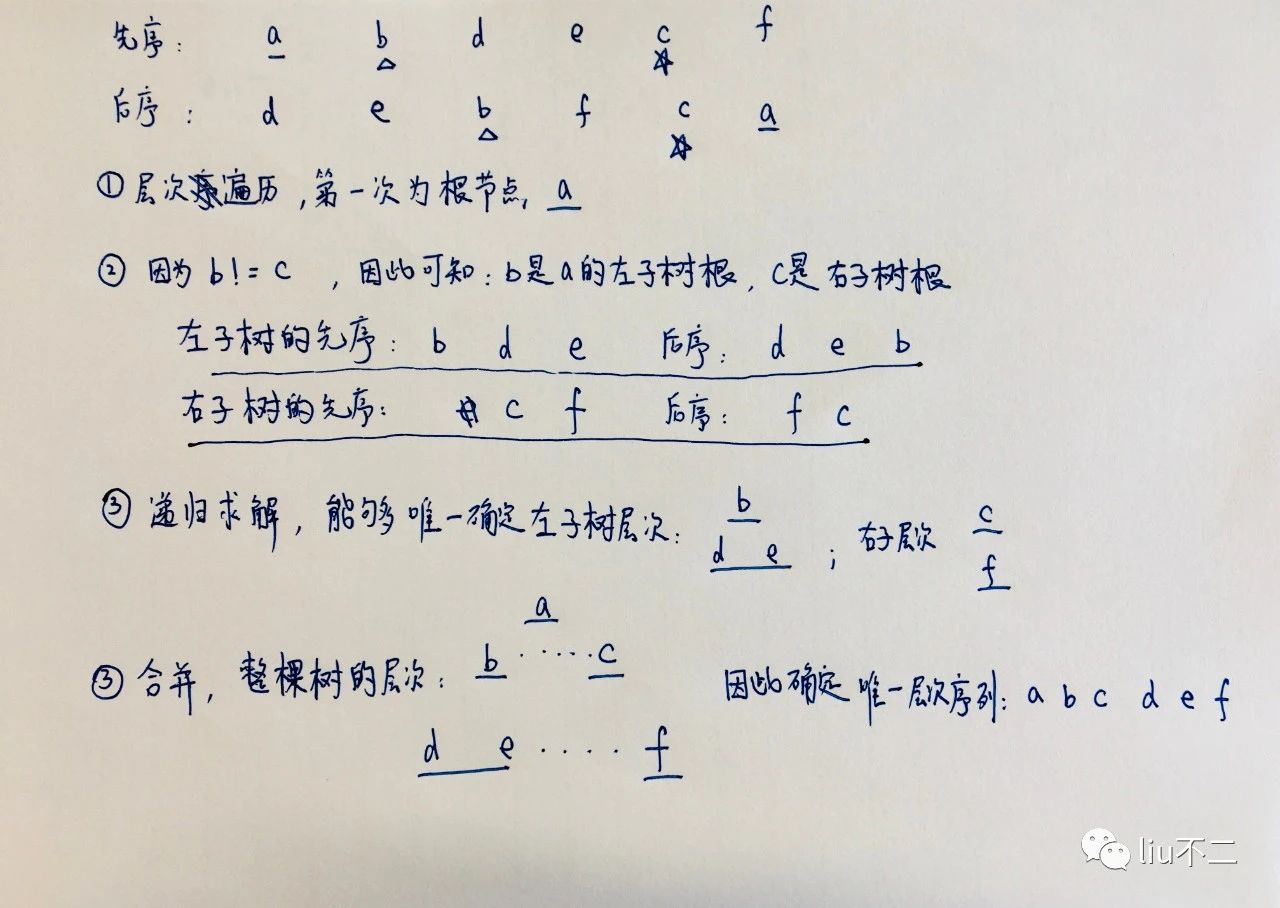 先序: a b d e c f
后序: d e b f c a
① 层次遍历,第一次为根节点 a
② 因为 b != c ,因此可知:b是a的左子树根,c是右子树根
左子树的先序: b d e 后序: d e b
右子树的先序: c f 后序: f c
③ 递归求解,能够唯一确定左子树层次: b
d e ; 右子层次 c
f
a
③ 合并,整棵树的层次: b ·····c
因此确定唯一层次序列: a b c d e f
d e ···· f
liu不二